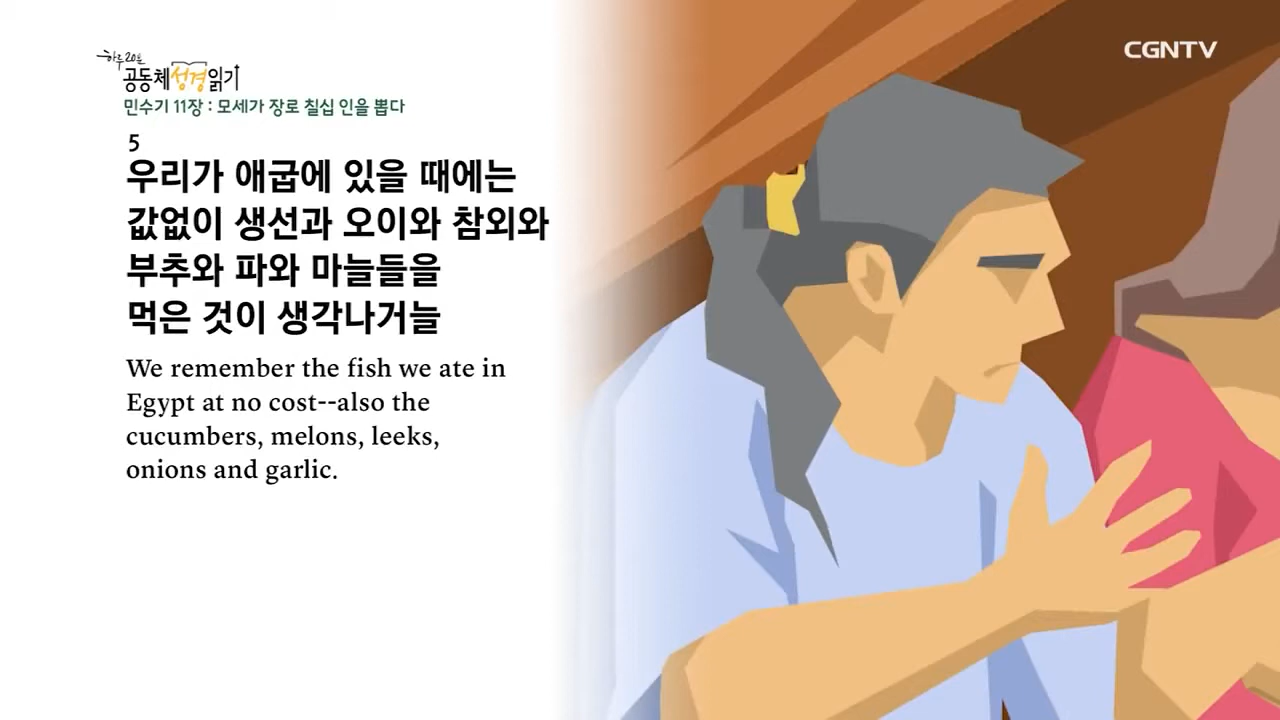 하루 20분
공동체성경읽기
CGNTV
민수기 11장 : 모세가 장로 칠십 인을 뽑다
5
우리가 애굽에 있을 때에는
값없이 생선과 오이와 참외와
부추와 파와 마늘들을
먹은 것이 생각나거늘
We remember the fish we ate in
Egypt at no cost--also the
cucumbers, melons, leeks,
onions and garlic.